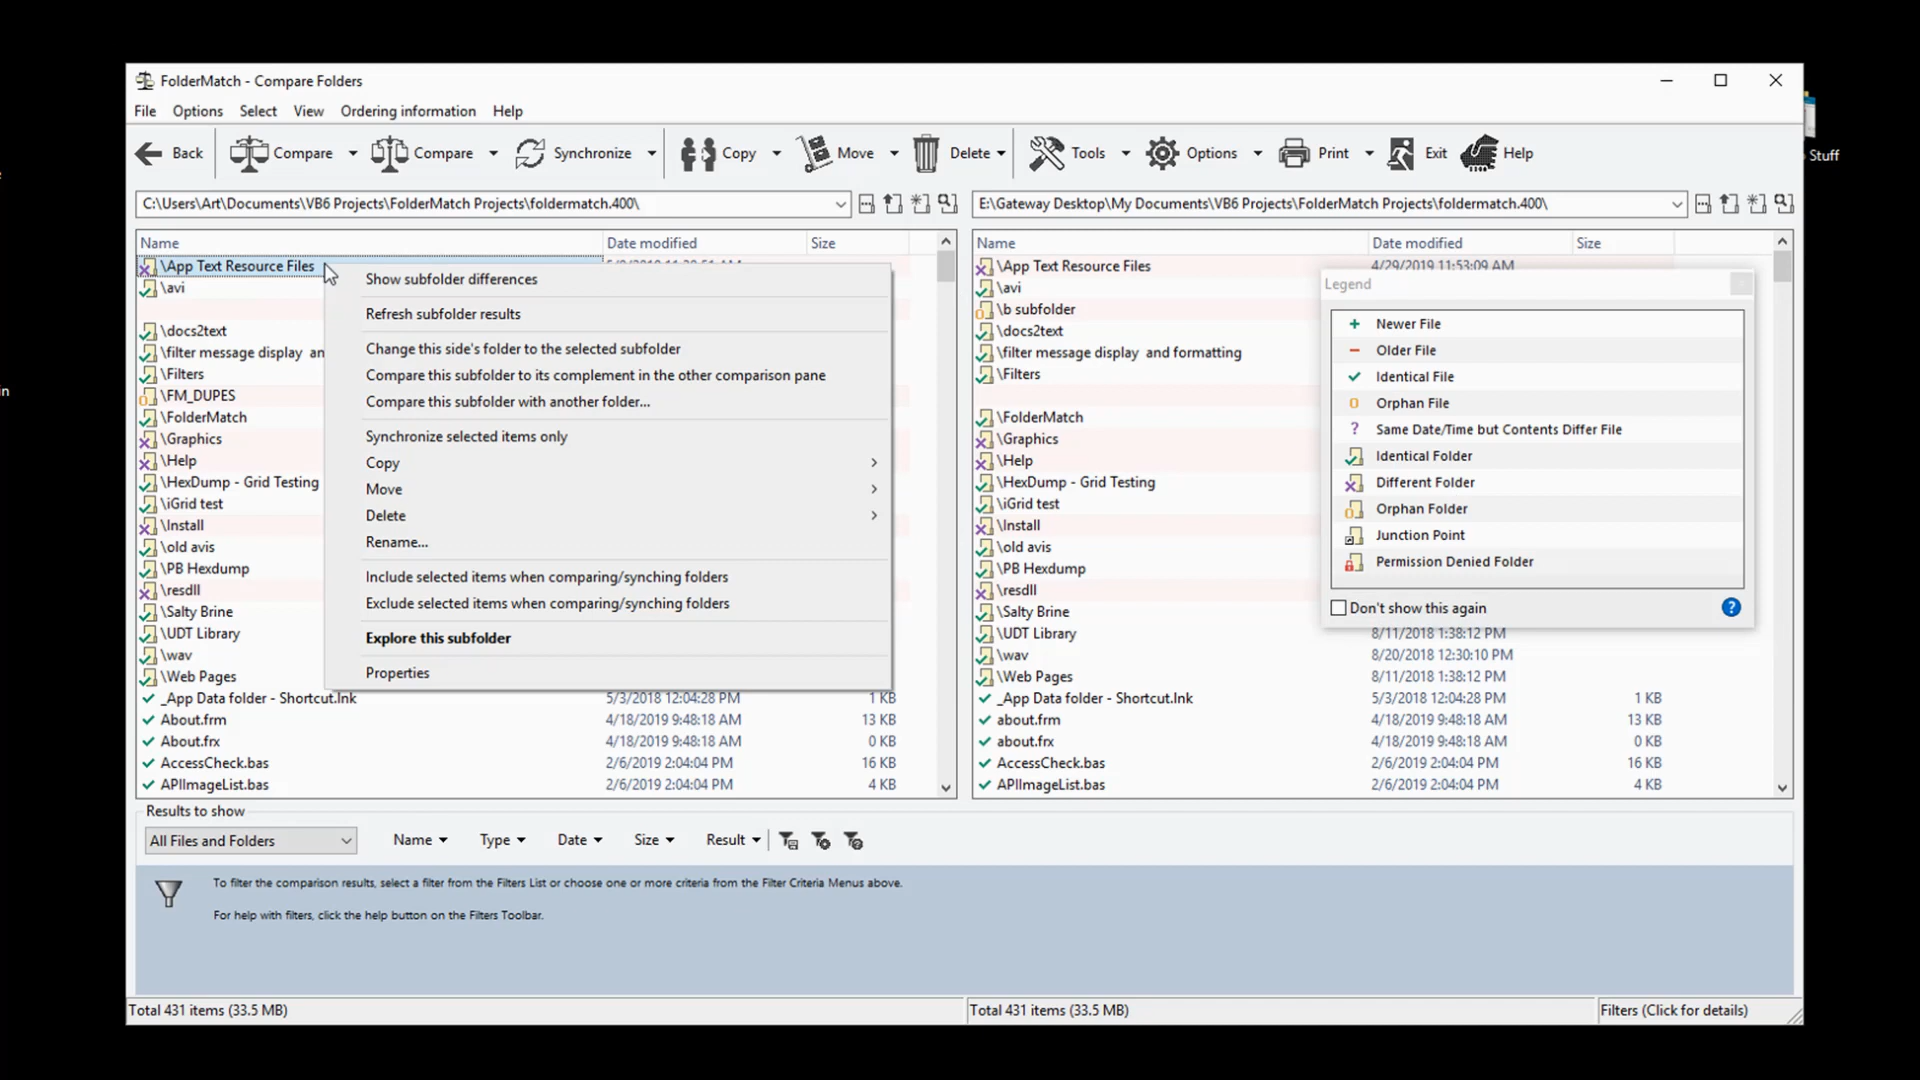 FolderMatch - Compare Folders
File Options Select View Ordering information Help
Back Compare Compare Synchronize Copy Move Delete Tools Options Print Exit Help
Stuff
C:\Users\Art\Documents\VB6 Projects\FolderMatch Projects\foldermatch.400\
E:\Gateway Desktop\My Documents\VB6 Projects\FolderMatch Projects\foldermatch.400\
Name Date modified Size
\App Text Resource Files
\avi
\docs2text
\filter message display an
\Filters
\FM_DUPES
\FolderMatch
\Graphics
\Help
\HexDump - Grid Testing
\iGrid test
\Install
\old avis
\PB Hexdump
\resdll
\Salty Brine
\UDT Library
\wav
\Web Pages
_App Data folder - Shortcut.lnk 5/3/2018 12:04:28 PM 1 KB
About.frm 4/18/2019 9:48:18 AM 13 KB
About.frx 4/18/2019 9:48:18 AM 0 KB
AccessCheck.bas 2/6/2019 2:04:04 PM 16 KB
APIImageList.bas 2/6/2019 2:04:04 PM 4 KB
Show subfolder differences
Refresh subfolder results
Change this side's folder to the selected subfolder
Compare this subfolder to its complement in the other comparison pane
Compare this subfolder with another folder...
Synchronize selected items only
Copy
Move
Delete
Rename...
Include selected items when comparing/synching folders
Exclude selected items when comparing/synching folders
Explore this subfolder
Properties
Name Date modified Size
\App Text Resource Files 4/29/2019 11:53:09 AM
\avi
\b subfolder
\docs2text
\filter message display and formatting
\Filters
\FolderMatch
\Graphics
\Help
\HexDump - Grid Testing
\iGrid test
\Install
\old avis
\PB Hexdump
\resdll
\Salty Brine
\UDT Library 8/11/2018 1:38:12 PM
\wav 8/20/2018 12:30:10 PM
\Web Pages 8/11/2018 1:38:12 PM
_App Data folder - Shortcut.lnk 5/3/2018 12:04:28 PM 1 KB
about.frm 4/18/2019 9:48:18 AM 13 KB
about.frx 4/18/2019 9:48:18 AM 0 KB
AccessCheck.bas 2/6/2019 2:04:04 PM 16 KB
APIImageList.bas 2/6/2019 2:04:04 PM 4 KB
Legend
Newer File
Older File
Identical File
Orphan File
? Same Date/Time but Contents Differ File
Identical Folder
Different Folder
Orphan Folder
Junction Point
Permission Denied Folder
Don't show this again ?
Results to show
All Files and Folders Name Type Date Size Result
To filter the comparison results, select a filter from the Filters List or choose one or more criteria from the Filter Criteria Menus above.
For help with filters, click the help button on the Filters Toolbar.
Total 431 items (33.5 MB) Total 431 items (33.5 MB) Filters (Click for details)
in